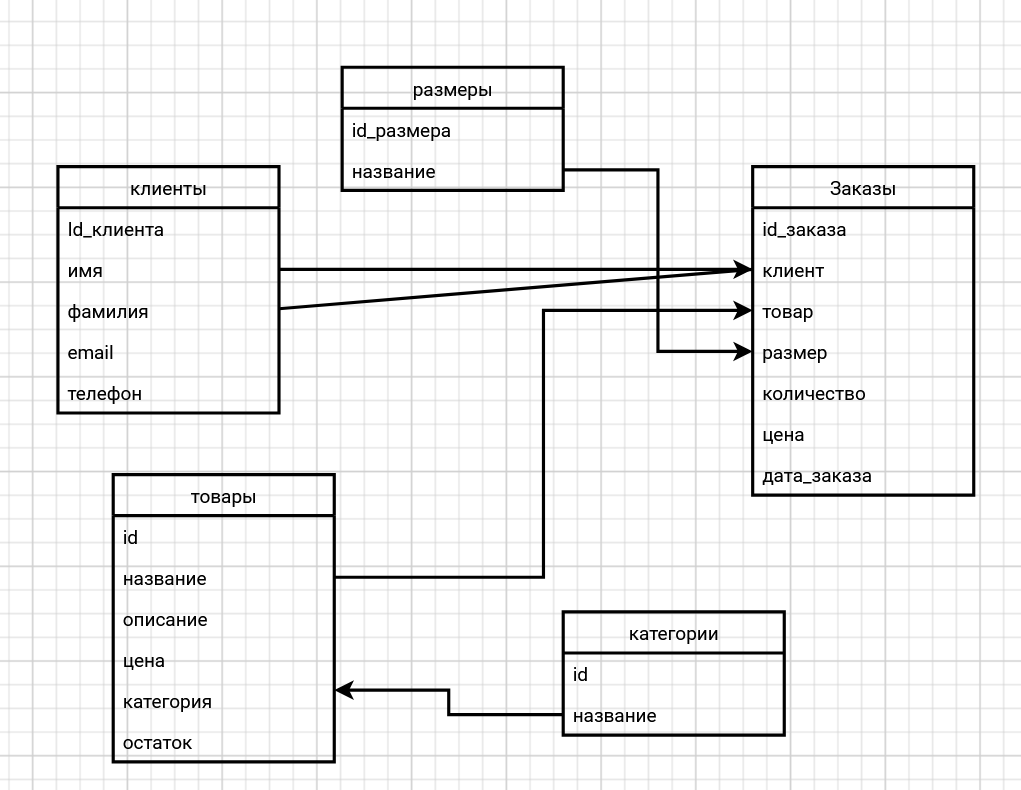 размеры
id_размера
название
клиенты
Id_клиента
имя
фамилия
email
телефон
Заказы
id_заказа
клиент
товар
размер
количество
цена
дата_заказа
товары
id
название
описание
цена
категория
остаток
категории
id
название